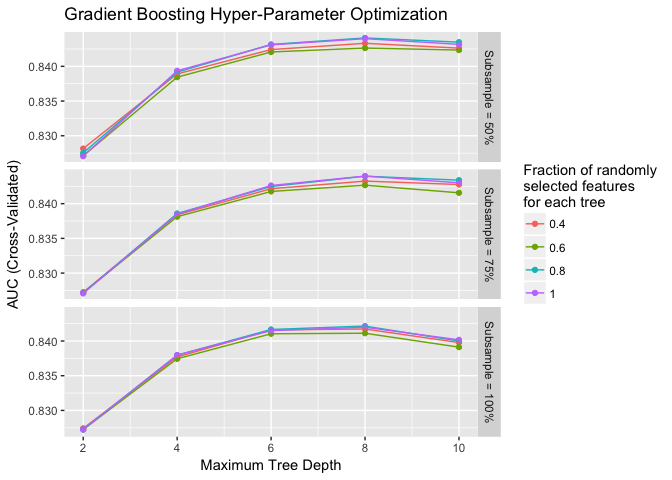 Gradient Boosting Hyper-Parameter Optimization
AUC (Cross-Validated)
0.840
0.835
0.830
Subsample = 50%
0.840
0.835
0.830
Subsample = 75%
0.840
0.835
0.830
Subsample = 100%
2 4 6 8 10
Maximum Tree Depth
Fraction of randomly
selected features
for each tree
0.4
0.6
0.8
1